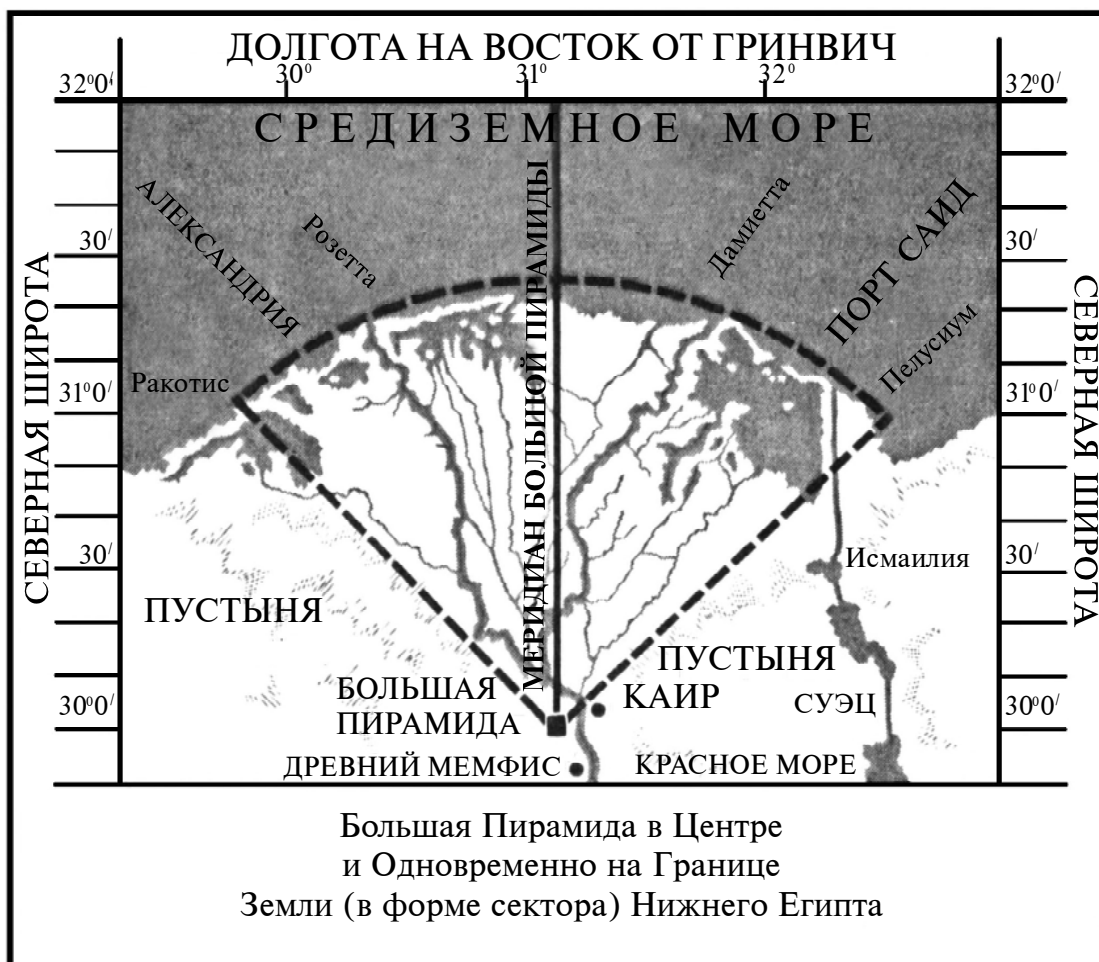 ДОЛГОТА НА ВОСТОК ОТ ГРИНВИЧ
30⁰ 31⁰ 32⁰
32⁰0′ 32⁰0′
СРЕДИЗЕМНОЕ МОРЕ
АЛЕКСАНДРИЯ
Розетта
МЕРИДИАН БОЛЬШОЙ ПИРАМИДЫ
Дамиетта
ПОРТ САИД
Пелусиум
30′ 30′
СЕВЕРНАЯ ШИРОТА
СЕВЕРНАЯ ШИРОТА
Ракотис
31⁰0′ 31⁰0′
30′ 30′
Исмаилия
ПУСТЫНЯ
ПУСТЫНЯ
БОЛЬШАЯ
ПИРАМИДА
КАИР
СУЭЦ
30⁰0′ 30⁰0′
ДРЕВНИЙ МЕМФИС
КРАСНОЕ МОРЕ
Большая Пирамида в Центре
и Одновременно на Границе
Земли (в форме сектора) Нижнего Египта